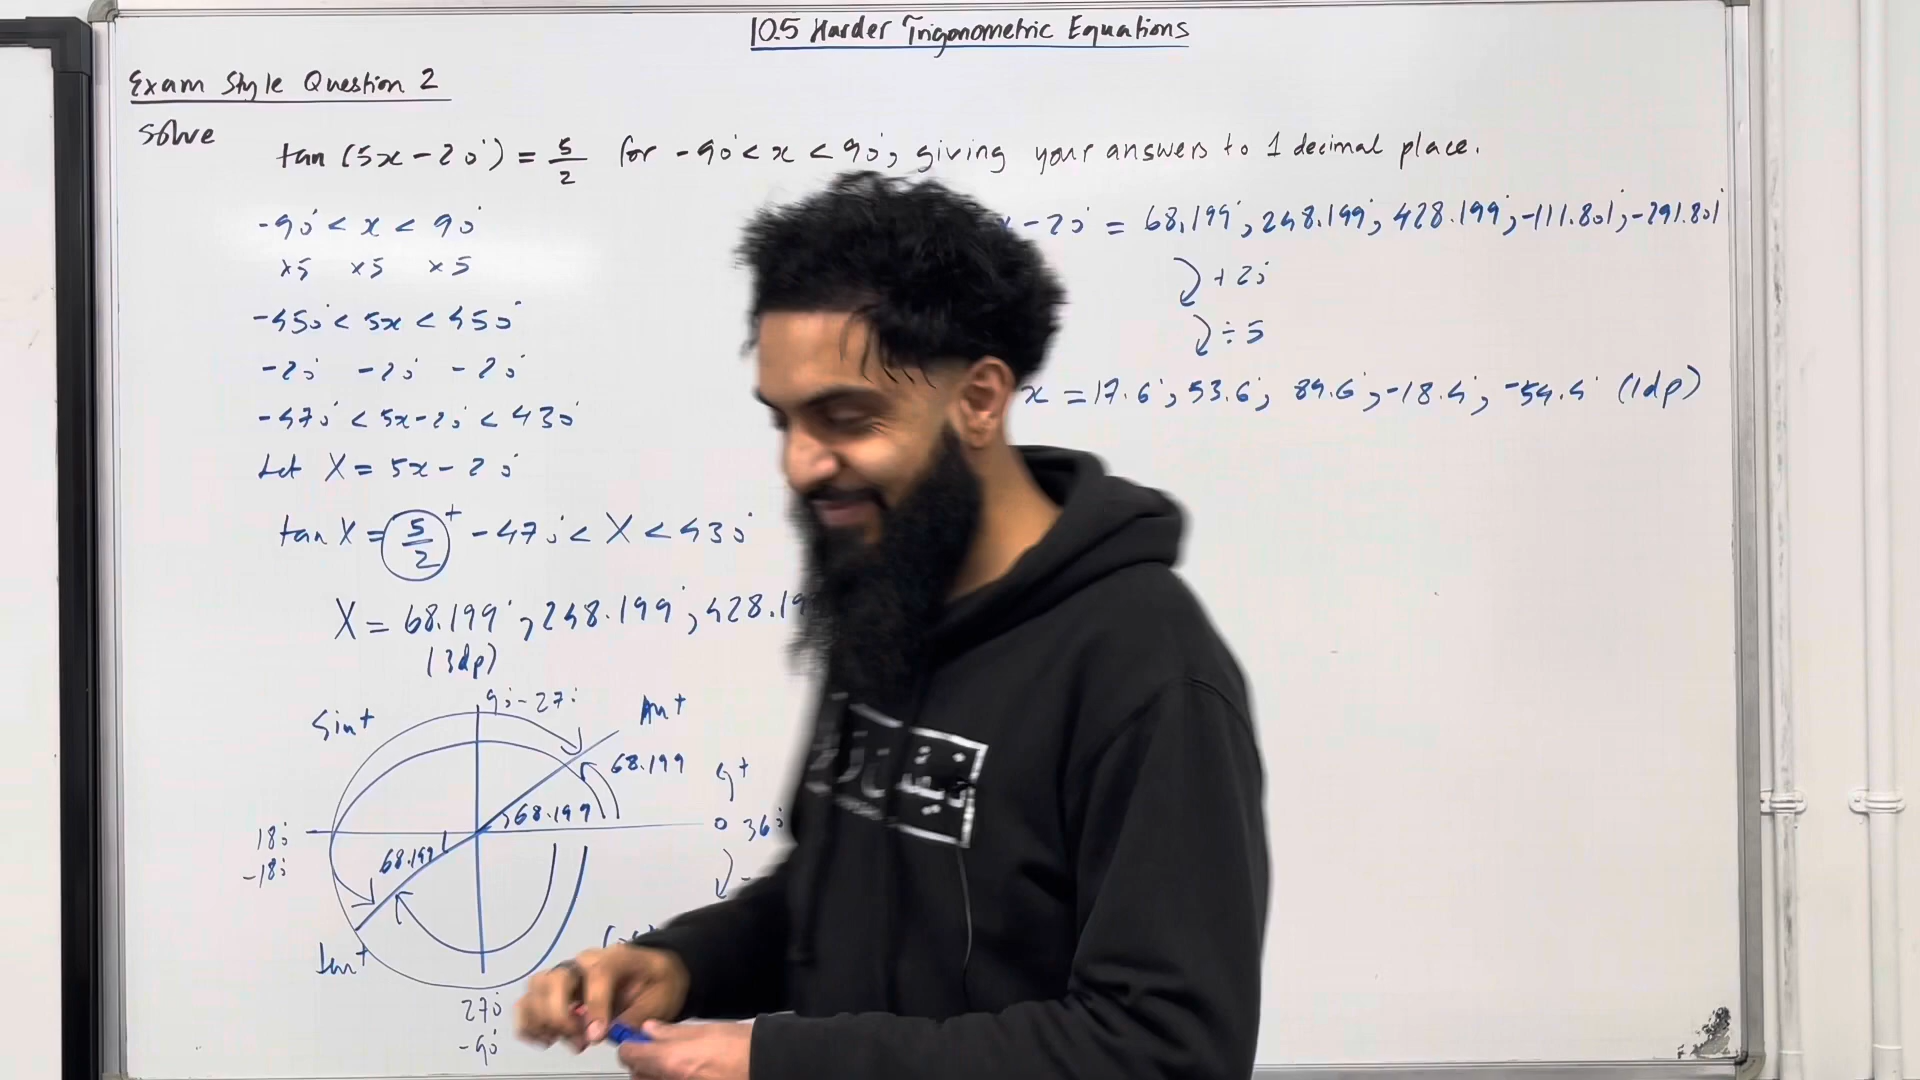 10.5 Harder Trigonometric Equations
Exam Style Question 2
Solve
tan (5x - 20°) = 5/2 for -90° < x < 90°, giving your answers to 1 decimal place.
-90° < x < 90°
×5 ×5 ×5
-450° < 5x < 450°
-20 -20 -20
-470° < 5x - 20 < 430
Let X = 5x - 20
tan X = 5/2 + -470 < X < 430°
X = 68.199°, 248.199°, 428.19
(3dp)
90 -270
Sin+
All+
68.199
68.199
180
-180
0 360
68.199
tan+
270
-90
- 20 = 68.199°, 248.199°, 428.199°, -111.801, -291.801
+20
÷5
x = 17.6°, 53.6°, 89.6°, -18.4°, -54.4° (1dp)